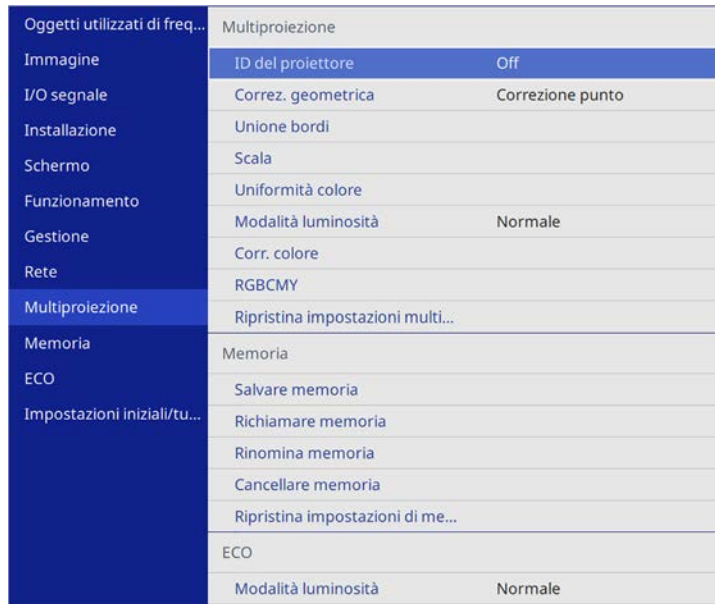 Oggetti utilizzati di freq...
Immagine
I/O segnale
Installazione
Schermo
Funzionamento
Gestione
Rete
Multiproiezione
Memoria
ECO
Impostazioni iniziali/tu...
Multiproiezione
ID del proiettore Off
Correz. geometrica Correzione punto
Unione bordi
Scala
Uniformità colore
Modalità luminosità Normale
Corr. colore
RGBCMY
Ripristina impostazioni multi...
Memoria
Salvare memoria
Richiamare memoria
Rinomina memoria
Cancellare memoria
Ripristina impostazioni di me...
ECO
Modalità luminosità Normale